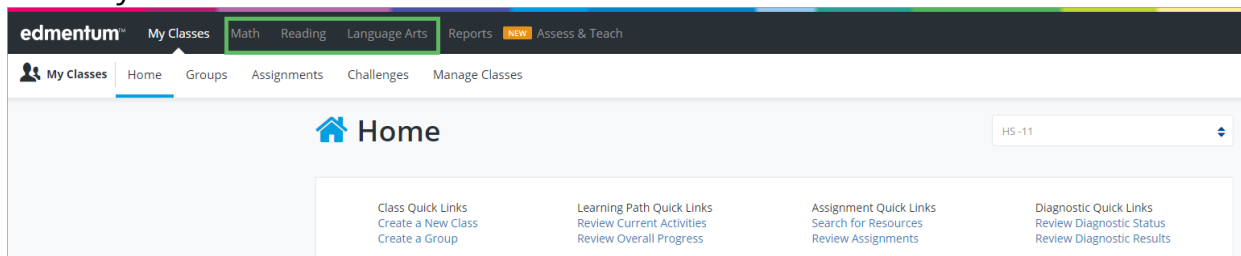 edmentum™ My Classes Math Reading Language Arts Reports NEW Assess & Teach
My Classes Home Groups Assignments Challenges Manage Classes
Home
HS -11
Class Quick Links
Create a New Class
Create a Group
Learning Path Quick Links
Review Current Activities
Review Overall Progress
Assignment Quick Links
Search for Resources
Review Assignments
Diagnostic Quick Links
Review Diagnostic Status
Review Diagnostic Results